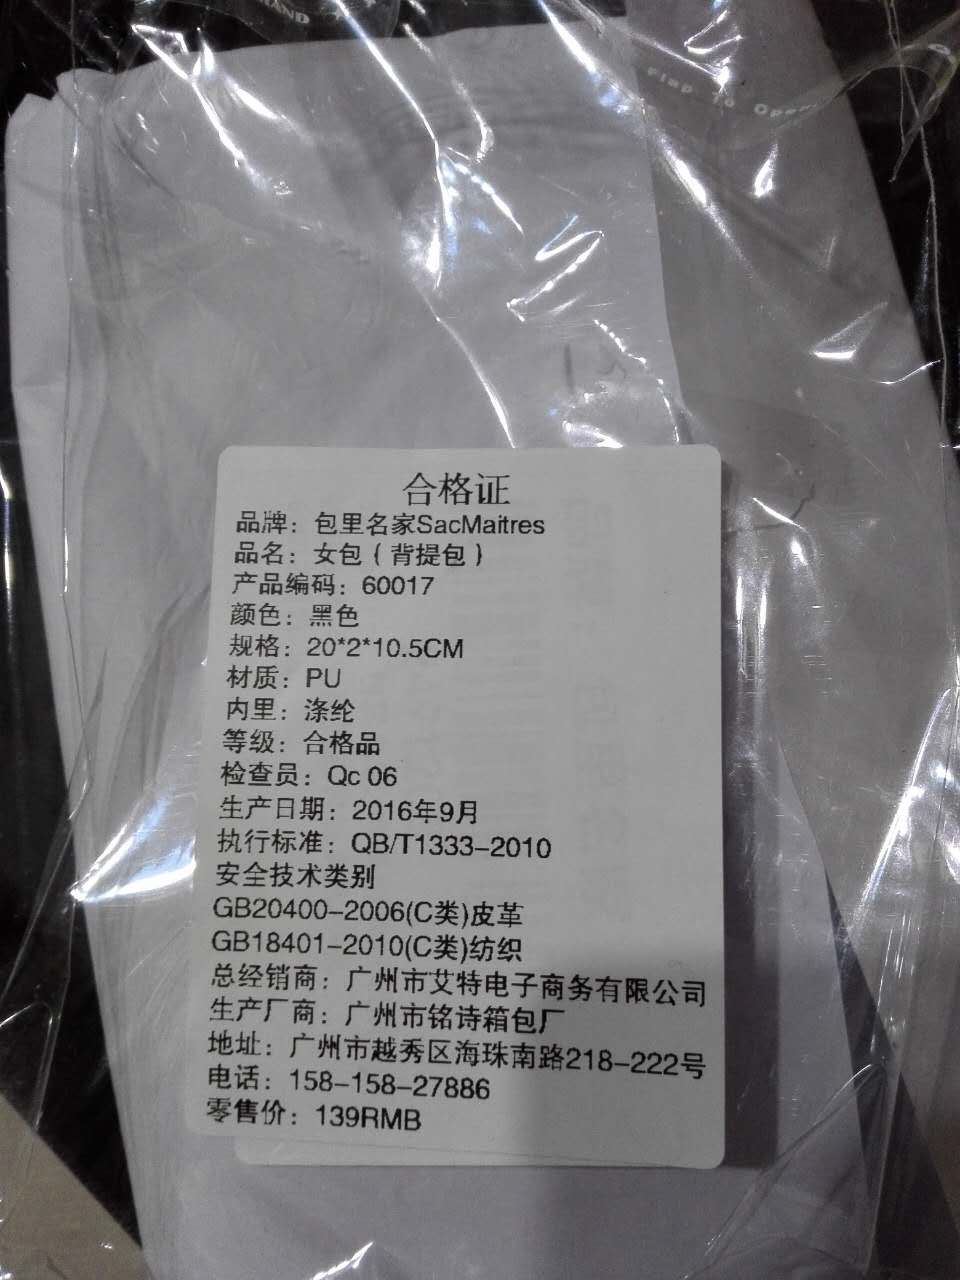 Flap To Open
合格证
品牌：包里名家SacMaitres
品名：女包（背提包）
产品编码：60017
颜色：黑色
规格：20*2*10.5CM
材质：PU
内里：涤纶
等级：合格品
检查员：Qc 06
生产日期：2016年9月
执行标准：QB/T1333-2010
安全技术类别
GB20400-2006(C类)皮革
GB18401-2010(C类)纺织
总经销商：广州市艾特电子商务有限公司
生产厂商：广州市铭诗箱包厂
地址：广州市越秀区海珠南路218-222号
电话：158-158-27886
零售价：139RMB